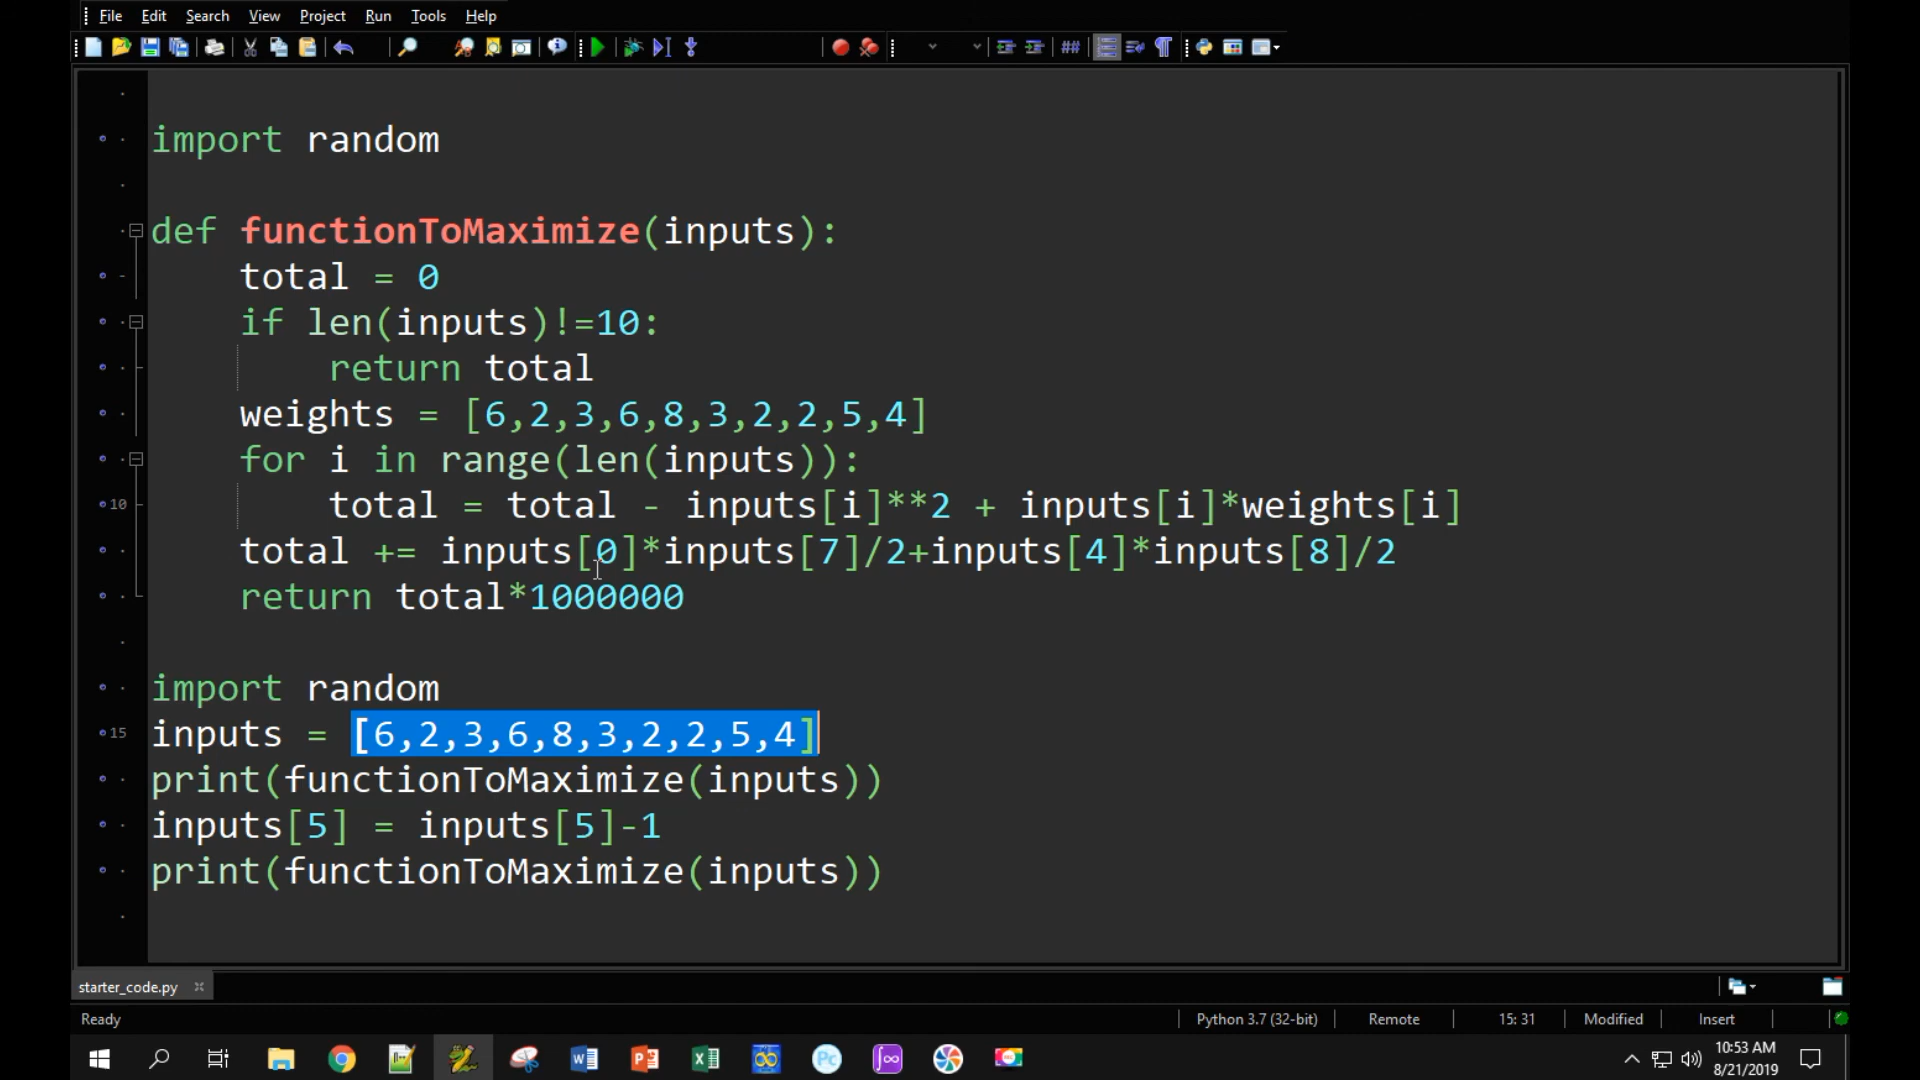 File Edit Search View Project Run Tools Help
import random
def functionToMaximize(inputs):
    total = 0
    if len(inputs)!=10:
        return total
    weights = [6,2,3,6,8,3,2,2,5,4]
    for i in range(len(inputs)):
10        total = total - inputs[i]**2 + inputs[i]*weights[i]
    total += inputs[0]*inputs[7]/2+inputs[4]*inputs[8]/2
    return total*1000000
import random
15 inputs = [6,2,3,6,8,3,2,2,5,4]
print(functionToMaximize(inputs))
inputs[5] = inputs[5]-1
print(functionToMaximize(inputs))
starter_code.py
Ready Python 3.7 (32-bit) Remote 15: 31 Modified Insert
10:53 AM
8/21/2019